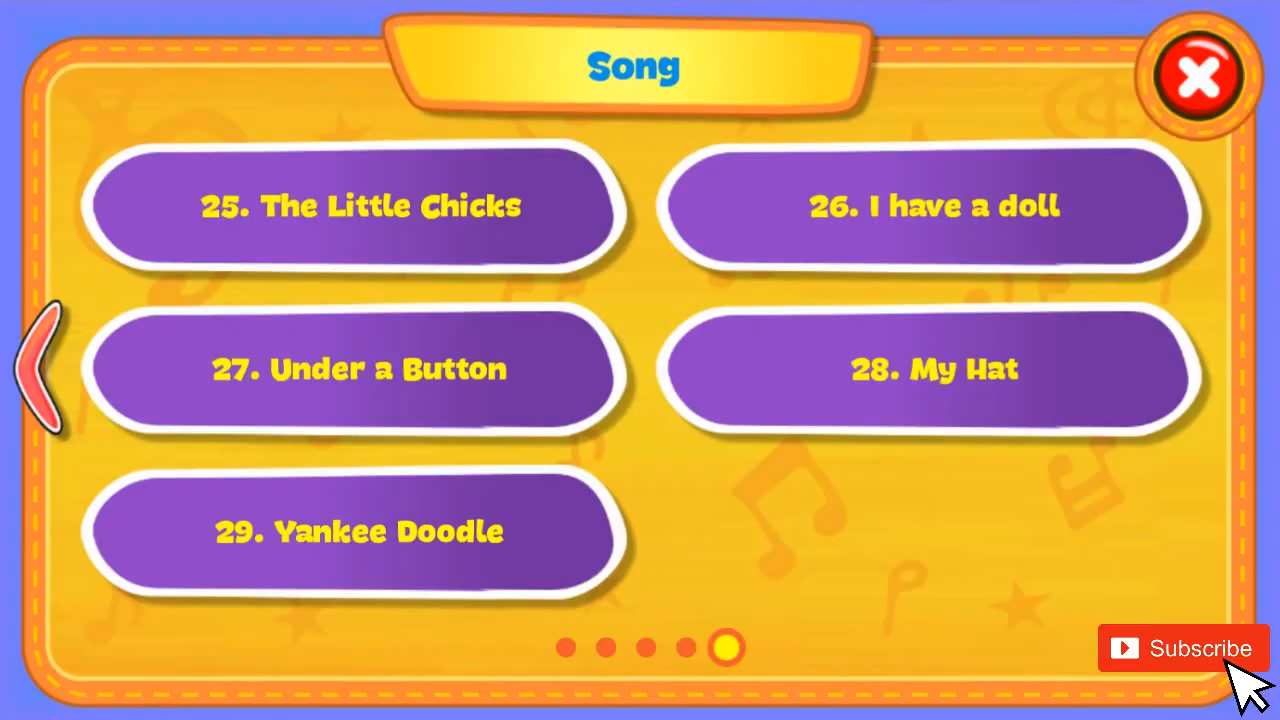 Song
25. The Little Chicks
26. I have a doll
27. Under a Button
28. My Hat
29. Yankee Doodle
Subscribe